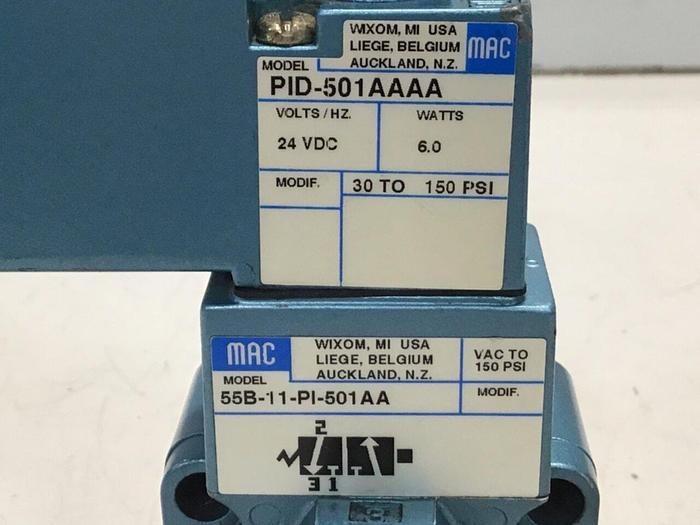 WIXOM, MI USA
LIEGE, BELGIUM
AUCKLAND, N.Z.
MAC
MODEL
PID-501AAAA
VOLTS/HZ.
WATTS
24 VDC
6.0
MODIF.
30 TO 150 PSI
MAC
WIXOM, MI USA
LIEGE, BELGIUM
AUCKLAND, N.Z.
VAC TO
150 PSI
MODEL
MODIF.
55B-11-PI-501AA
2
3 1